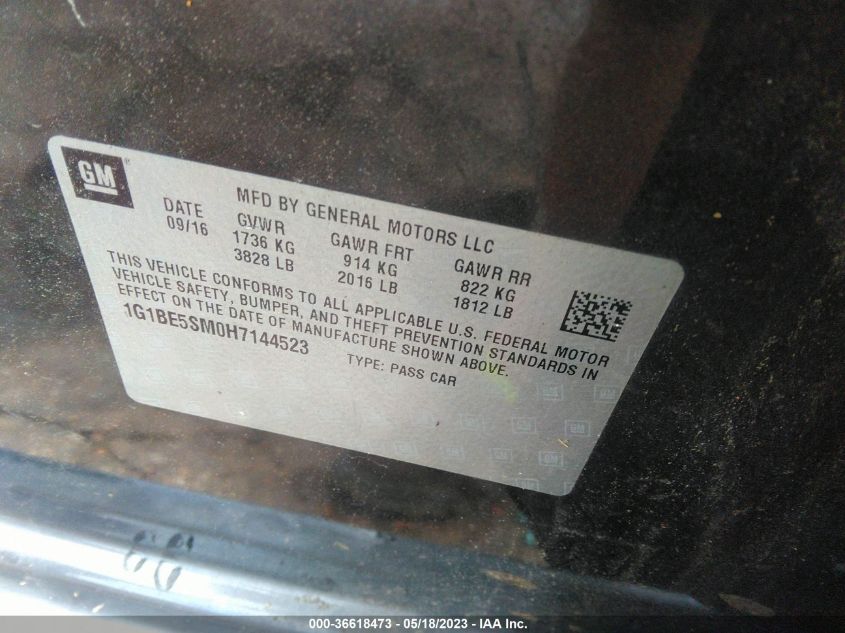 GM
MFD BY GENERAL MOTORS LLC
DATE GVWR GAWR FRT GAWR RR
09/16 1736 KG 914 KG 822 KG
3828 LB 2016 LB 1812 LB
THIS VEHICLE CONFORMS TO ALL APPLICABLE U.S. FEDERAL MOTOR
VEHICLE SAFETY, BUMPER, AND THEFT PREVENTION STANDARDS IN
EFFECT ON THE DATE OF MANUFACTURE SHOWN ABOVE.
1G1BE5SM0H7144523 TYPE: PASS CAR
000-36618473 - 05/18/2023 - IAA Inc.